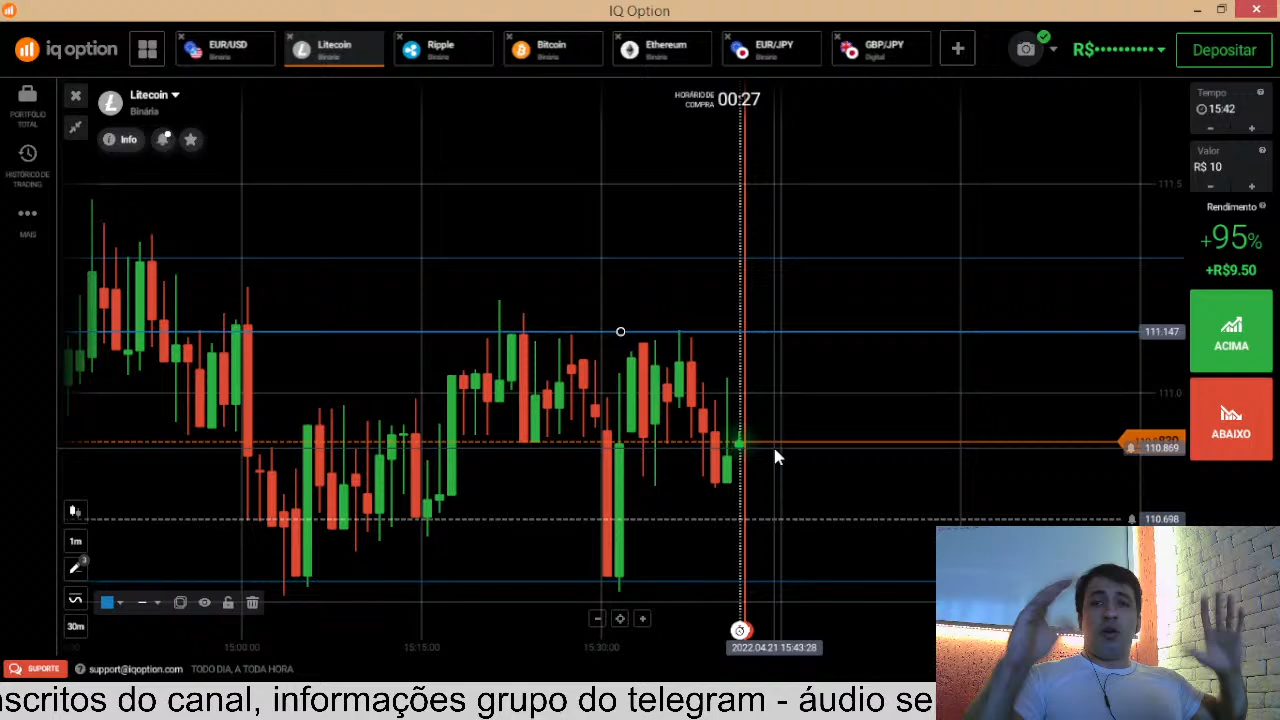 IQ Option
iq option
EUR/USD
Binária
Litecoin
Binária
Ripple
Binária
Bitcoin
Binária
Ethereum
Binária
EUR/JPY
Binária
GBP/JPY
Digital
R$••••••••••
Depositar
PORTFÓLIO
TOTAL
HISTÓRICO DE
TRADING
MAIS
Litecoin
Binária
Info
HORÁRIO DE
COMPRA
00:27
Tempo
15:42
Valor
R$ 10
Rendimento
+95%
+R$9.50
ACIMA
ABAIXO
111.5
111.147
111.0
110.869
110.698
1m
3
30m
15:00:00
15:15:00
15:30:00
2022.04.21 15:43:28
SUPORTE
support@iqoption.com
TODO DIA, A TODA HORA
nscritos do canal, informações grupo do telegram - áudio se